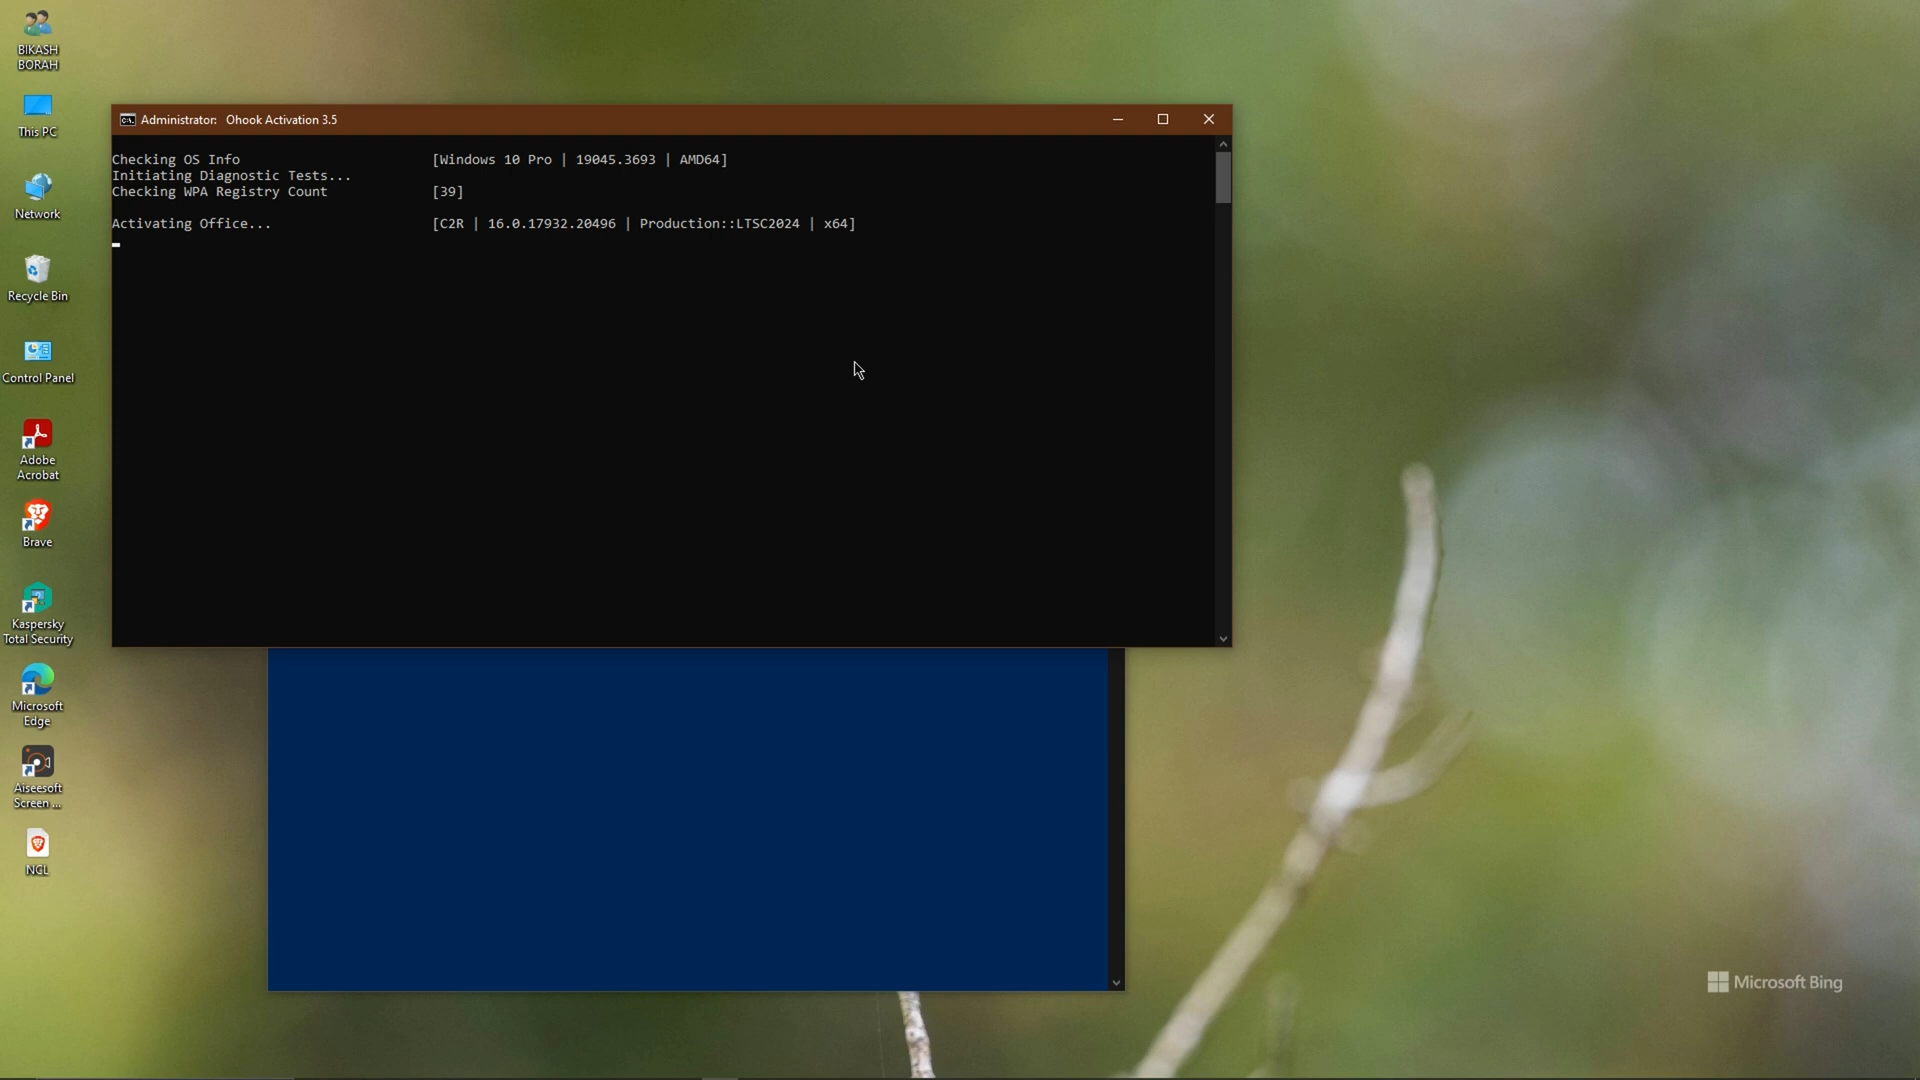 BIKASH
BORAH
This PC
Network
Recycle Bin
Control Panel
Adobe
Acrobat
Brave
Kaspersky
Total Security
Microsoft
Edge
Aiseesoft
Screen ...
NCL
Administrator:  Ohook Activation 3.5
Checking OS Info                        [Windows 10 Pro | 19045.3693 | AMD64]
Initiating Diagnostic Tests...
Checking WPA Registry Count             [39]
Activating Office...                    [C2R | 16.0.17932.20496 | Production::LTSC2024 | x64]
Microsoft Bing